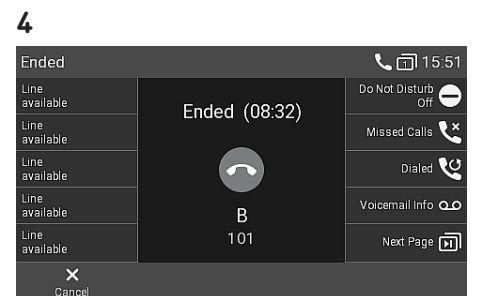 4
Ended
1 15:51
Line
available
Line
available
Line
available
Line
available
Line
available
Ended (08:32)
B
101
Do Not Disturb
Off
Missed Calls
Dialed
Voicemail Info
Next Page
Cancel